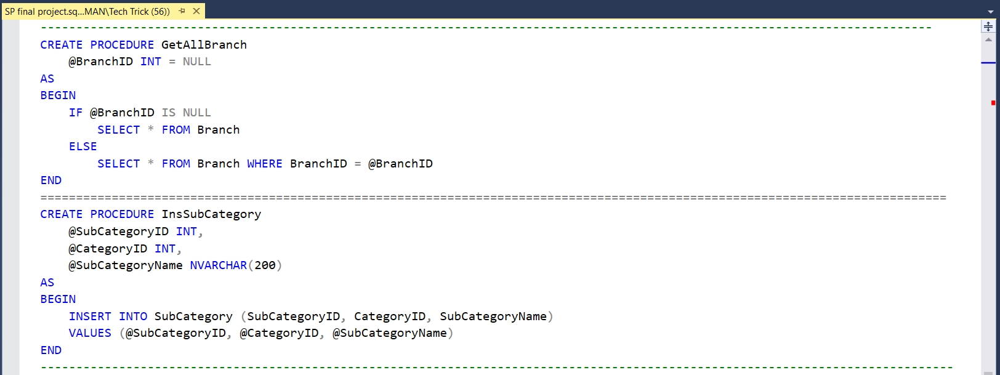 SP final project.sq...MAN\Tech Trick (56))
-----------------------------------------------------------------------------------------------------------------------------
CREATE PROCEDURE GetAllBranch
    @BranchID INT = NULL
AS
BEGIN
    IF @BranchID IS NULL
        SELECT * FROM Branch
    ELSE
        SELECT * FROM Branch WHERE BranchID = @BranchID
END
===============================================================================================================================
CREATE PROCEDURE InsSubCategory
    @SubCategoryID INT,
    @CategoryID INT,
    @SubCategoryName NVARCHAR(200)
AS
BEGIN
    INSERT INTO SubCategory (SubCategoryID, CategoryID, SubCategoryName)
    VALUES (@SubCategoryID, @CategoryID, @SubCategoryName)
END
--------------------------------------------------------------------------------------------------------------------------------